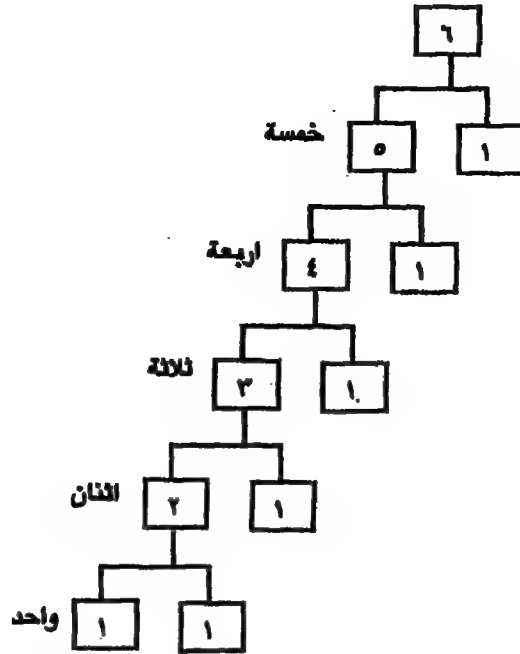 ٦
خمسة ٥ ١
اربعة ٤ ١
ثلاثة ٣ ١
اثنان ٢ ١
واحد ١ ١